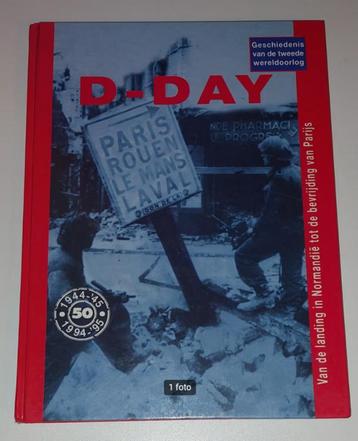 Geschiedenis
van de tweede
wereldoorlog
D-DAY
PARIS
ROUEN
LE MANS
LAVAL
PHARMACI
PROGRES
Van de landing in Normandië tot de bevrijding van Parijs
1944-'45
50
1994-'95
1 foto